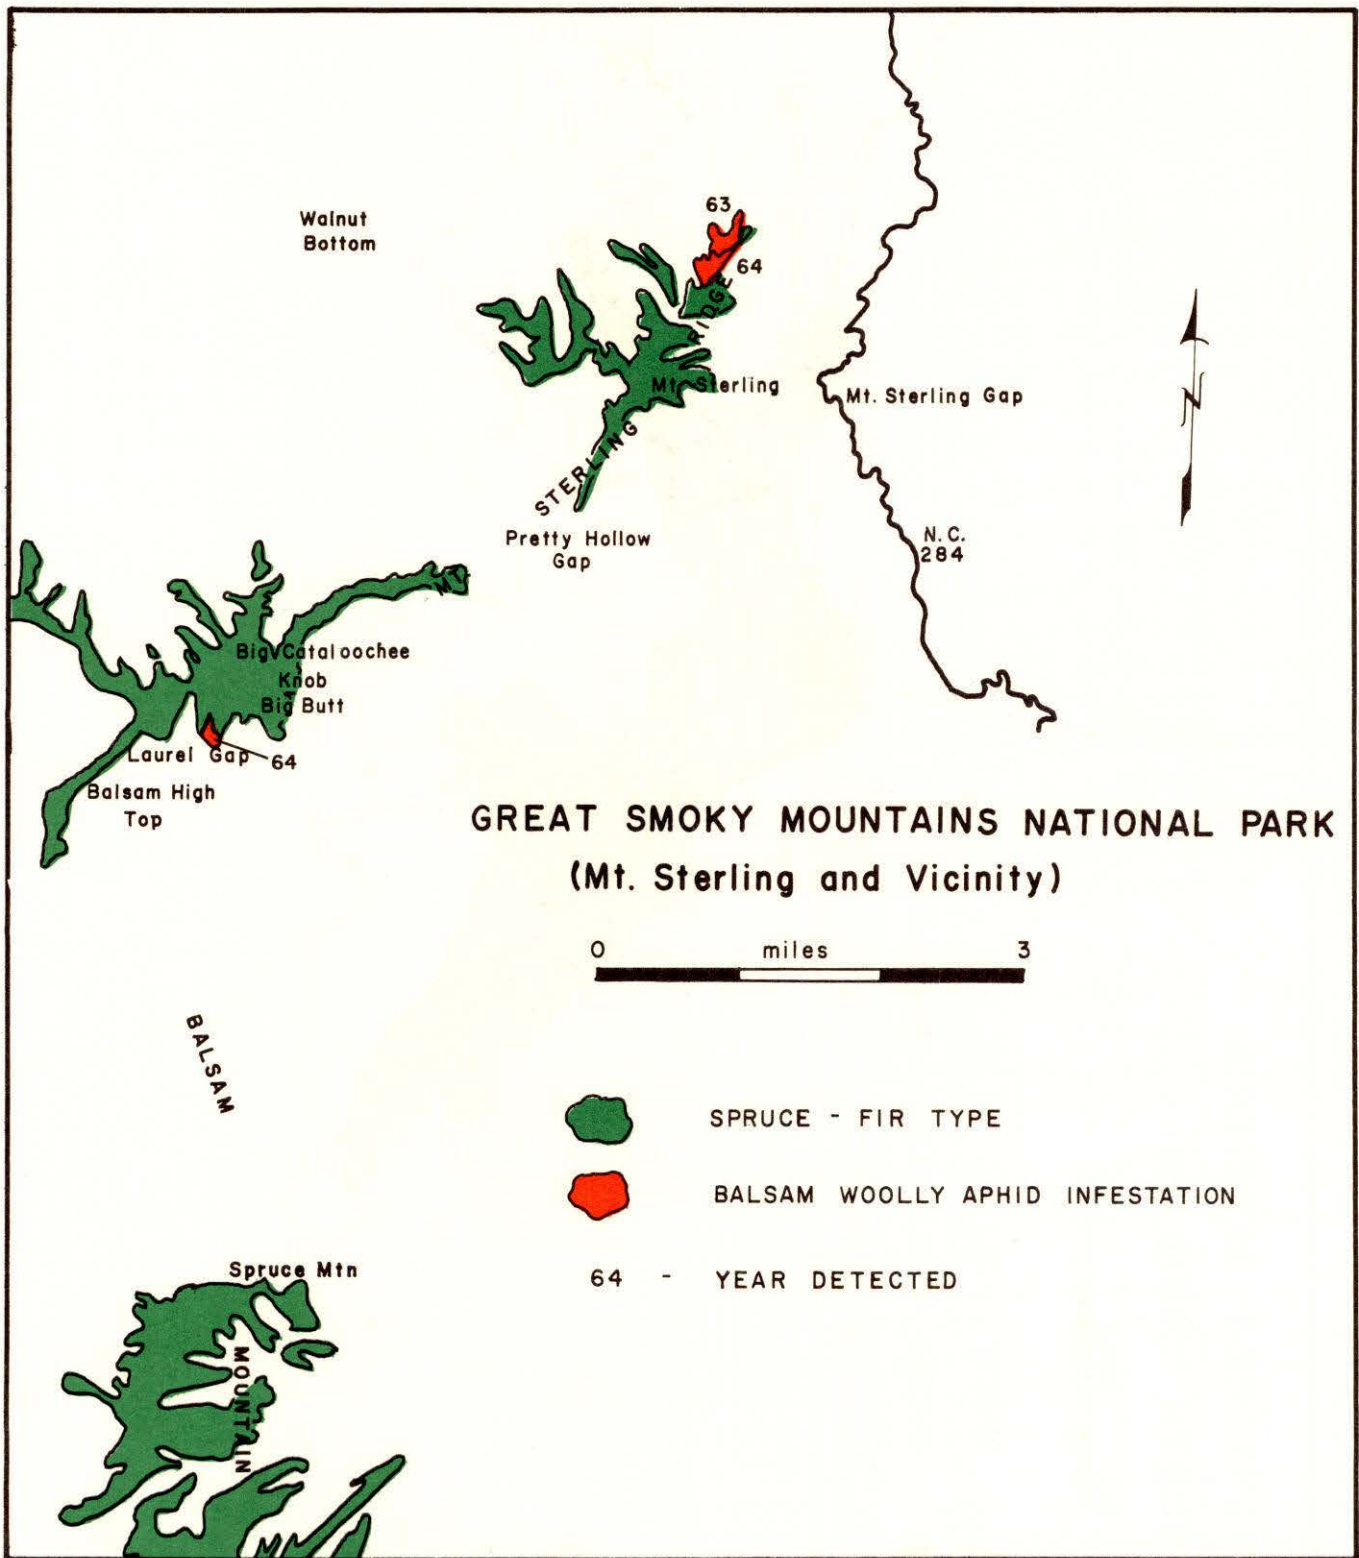 63
Walnut
Bottom
64
RIDGE
Mt. Sterling
Mt. Sterling Gap
N
STERLING
Pretty Hollow
Gap
N.C.
284
MT.
Big Cataloochee
Knob
Big Butt
Laurel Gap
64
Balsam High
Top
GREAT SMOKY MOUNTAINS NATIONAL PARK
(Mt. Sterling and Vicinity)
0 miles 3
BALSAM
SPRUCE - FIR TYPE
BALSAM WOOLLY APHID INFESTATION
Spruce Mtn
64 - YEAR DETECTED
MOUNTAIN